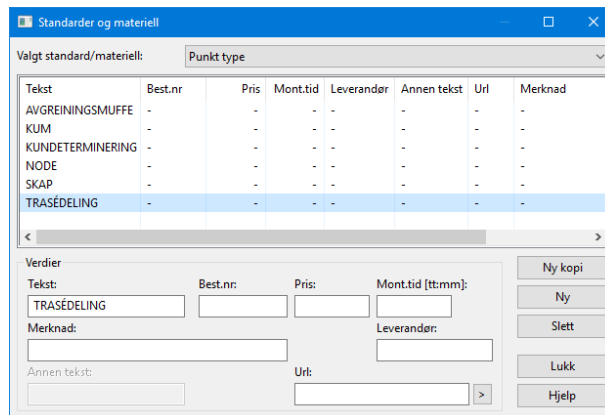 Standarder og materiell
Valgt standard/materiell: Punkt type
Tekst Best.nr Pris Mont.tid Leverandør Annen tekst Url Merknad
AVGREININGSMUFFE - - - - - - -
KUM - - - - - - -
KUNDETERMINERING - - - - - - -
NODE - - - - - - -
SKAP - - - - - - -
TRASÉDELING - - - - - - -
Verdier
Ny kopi
Tekst: Best.nr: Pris: Mont.tid [tt:mm]:
TRASÉDELING
Ny
Merknad: Leverandør:
Slett
Annen tekst: Url:
Lukk
>
Hjelp